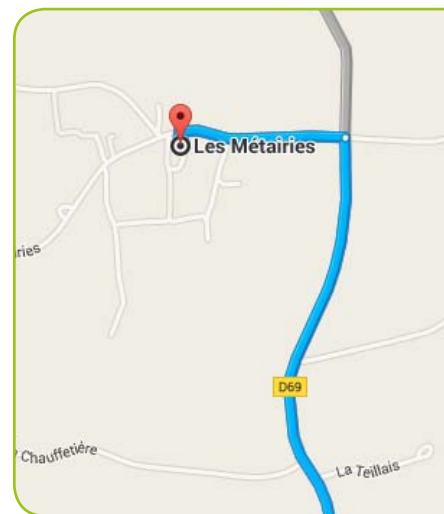 Les Métairies
ries
D69
Chauffetière
La Teillais